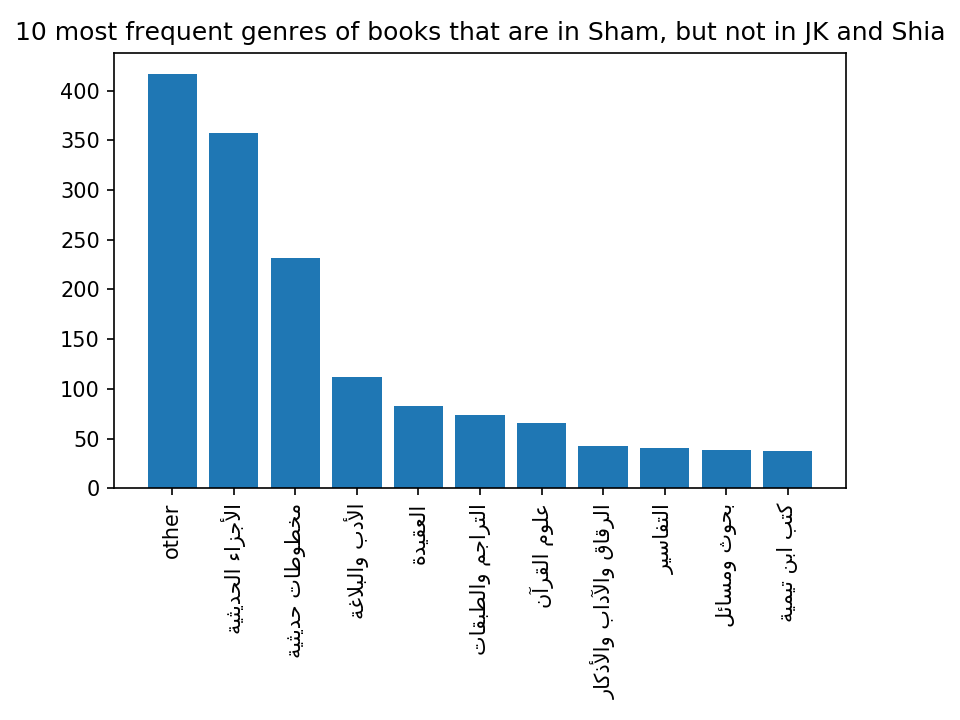 10 most frequent genres of books that are in Sham, but not in JK and Shia
400
350
300
250
200
150
100
50
0
other
الأجزاء الحديثية
مخطوطات حديثية
الأدب والبلاغة
العقيدة
التراجم والطبقات
علوم القرآن
الرقاق والآداب والأذكار
التفاسير
بحوث ومسائل
كتب ابن تيمية